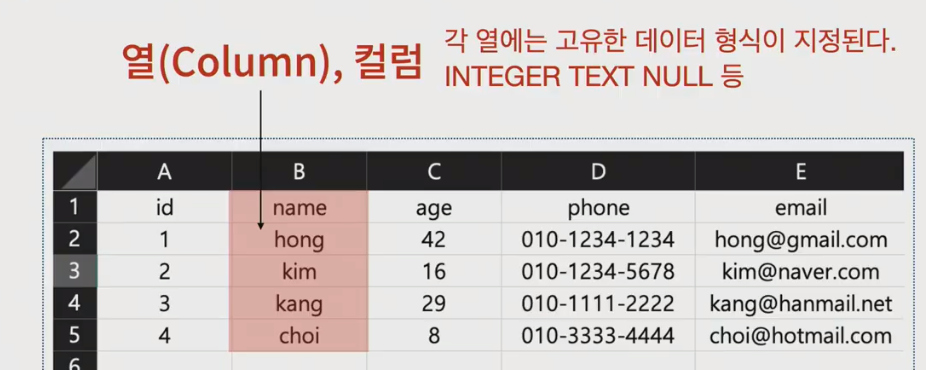 열(Column), 컬럼
각 열에는 고유한 데이터 형식이 지정된다.
INTEGER TEXT NULL 등
A B C D E
1 id name age phone email
2 1 hong 42 010-1234-1234 hong@gmail.com
3 2 kim 16 010-1234-5678 kim@naver.com
4 3 kang 29 010-1111-2222 kang@hanmail.net
5 4 choi 8 010-3333-4444 choi@hotmail.com
6